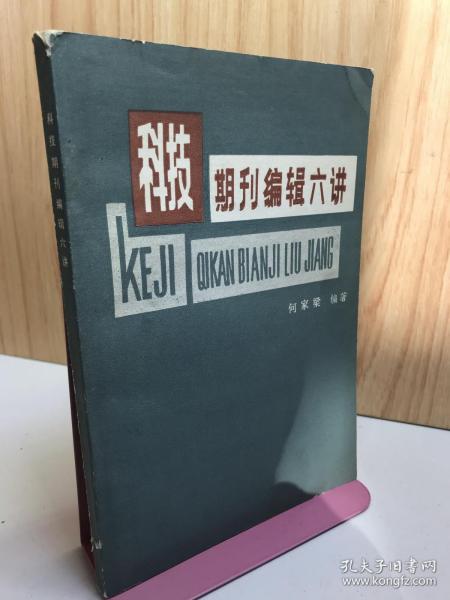 科技期刊编辑六讲
科技
期刊编辑六讲
KEJI
QIKAN BIANJI LIU JIANG
何家梁 编著
孔夫子旧书网
www.kongfz.com